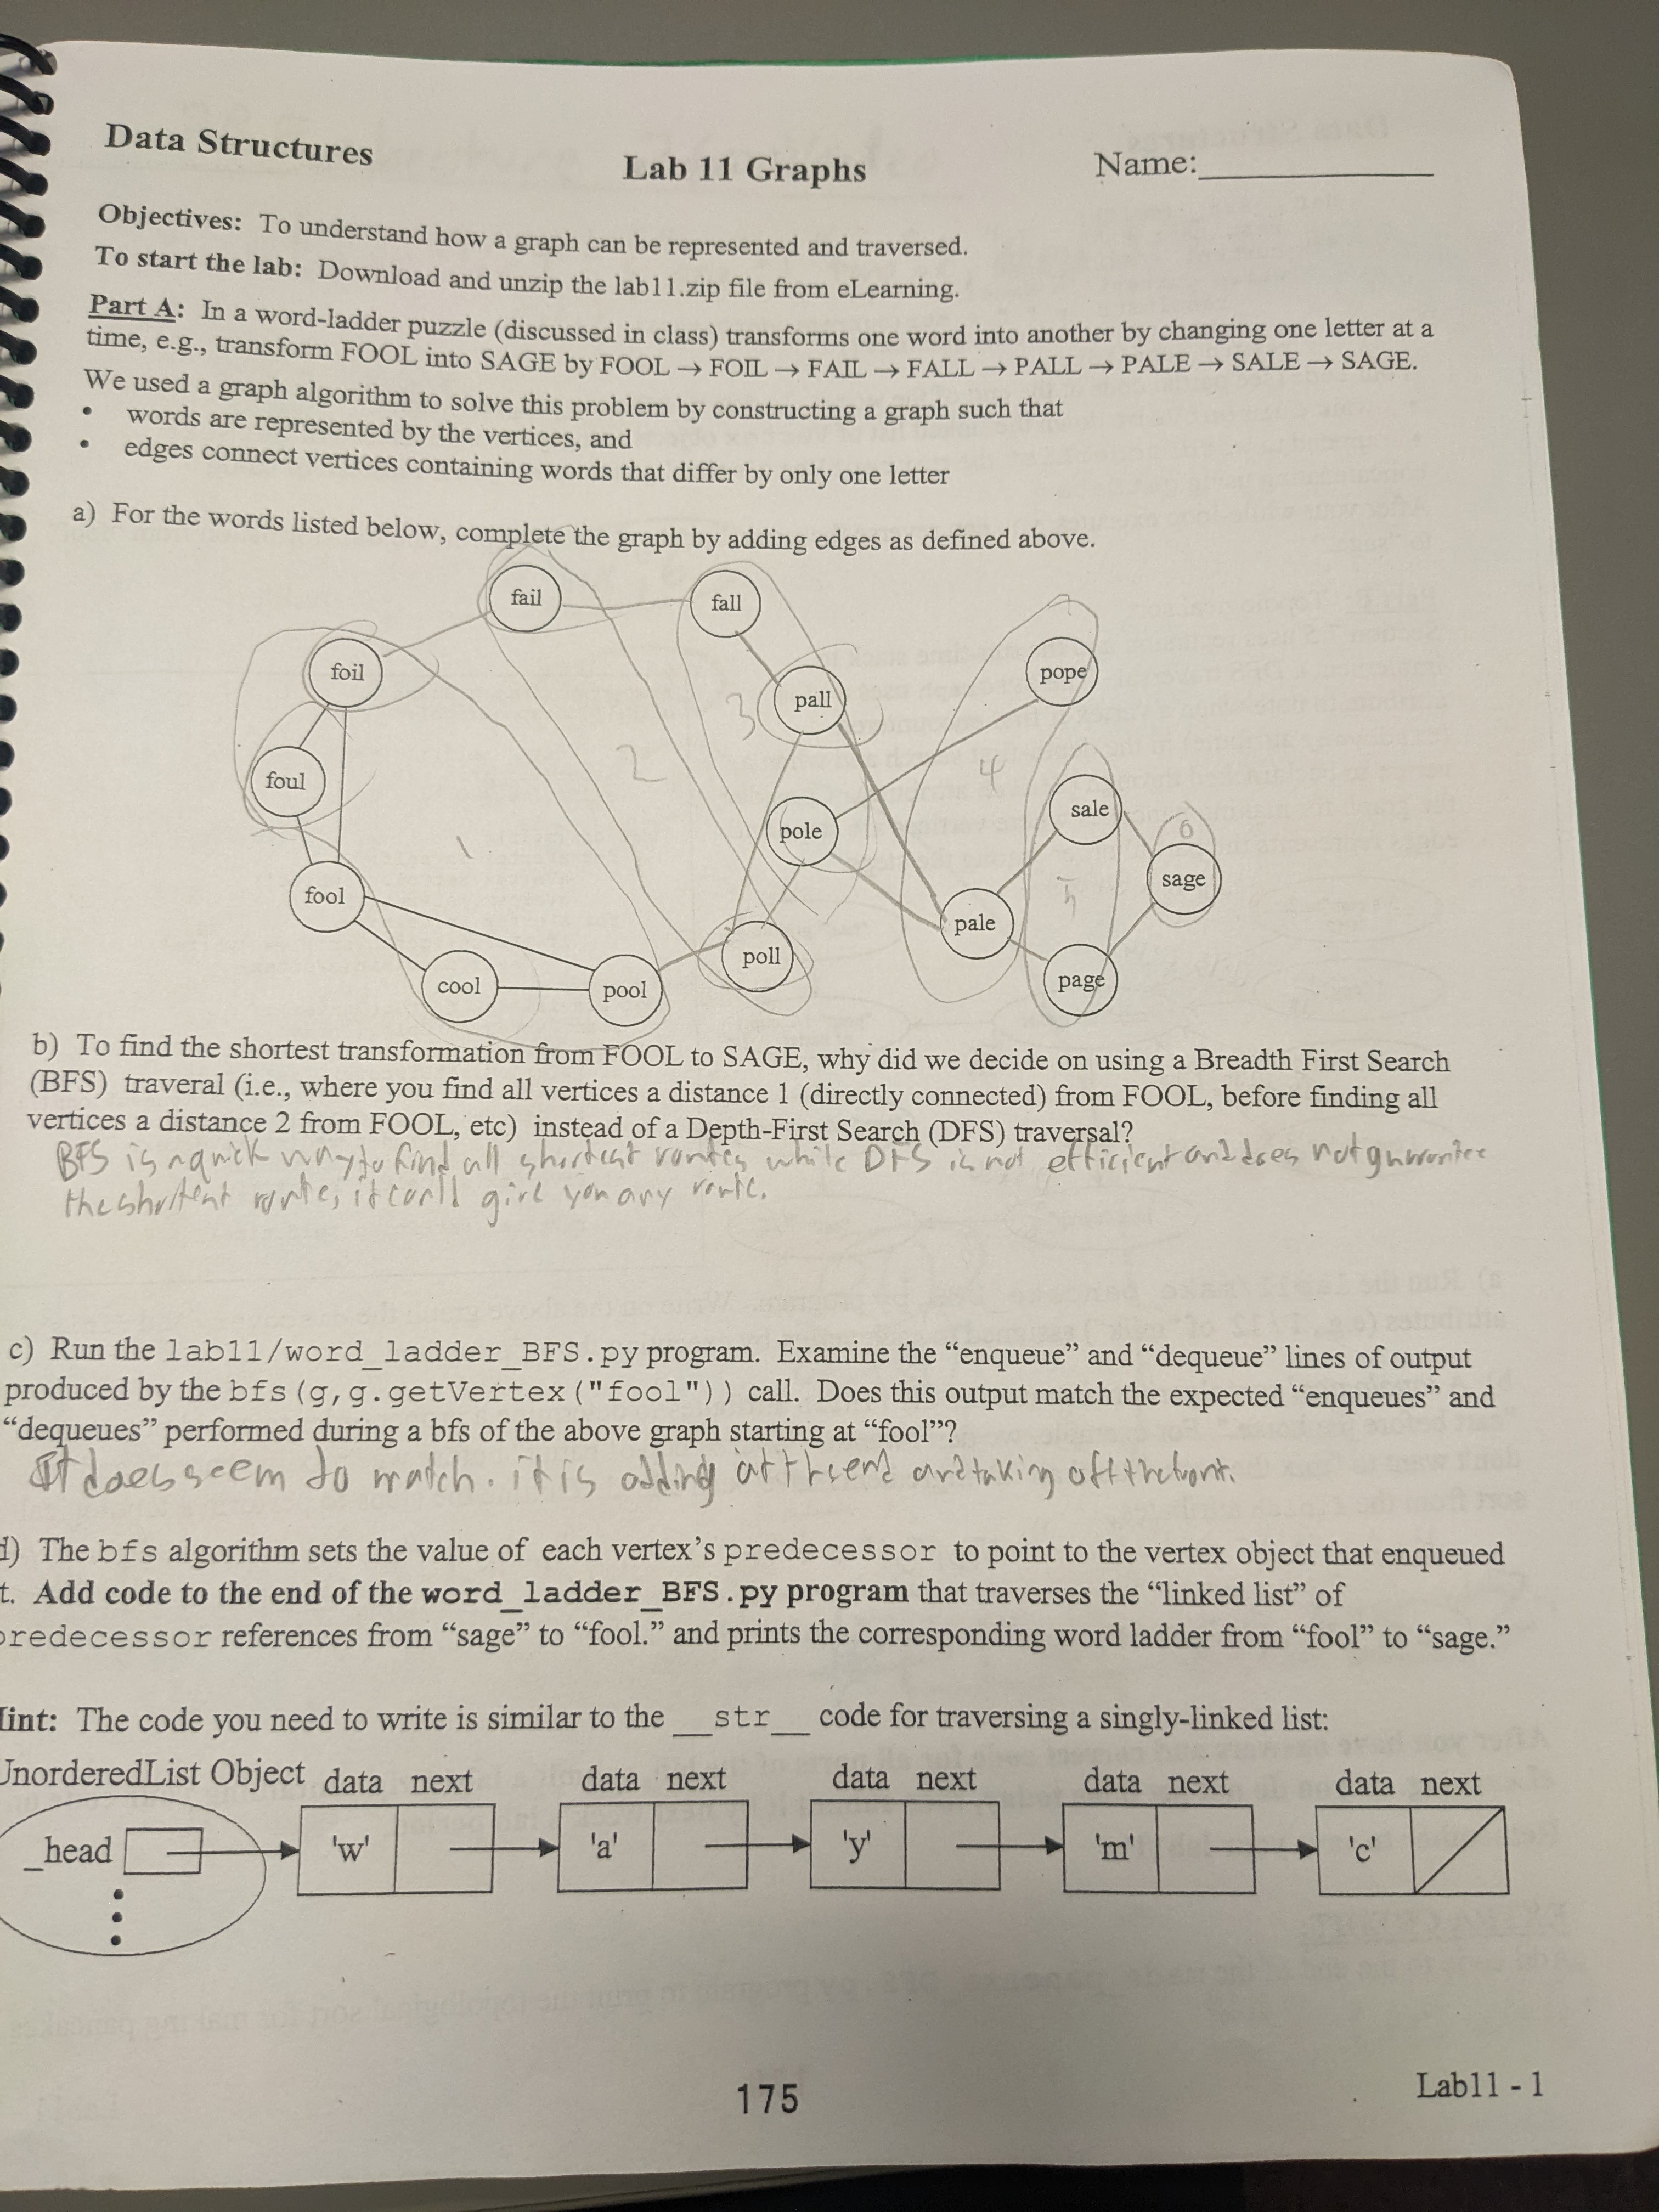 Data Structures
Lab 11 Graphs
Name:
Objectives: To understand how a graph can be represented and traversed.
To start the lab: Download and unzip the lab11.zip file from eLearning.
Part A: In a word-ladder puzzle (discussed in class) transforms one word into another by changing one letter at a
time, e.g., transform FOOL into SAGE by FOOL → FOIL → FAIL → FALL → PALL → PALE → SALE → SAGE.
We used a graph algorithm to solve this problem by constructing a graph such that
• words are represented by the vertices, and
• edges connect vertices containing words that differ by only one letter
a) For the words listed below, complete the graph by adding edges as defined above.
fail
fall
foil
pope
pall
3
2
4
foul
pole
sale
6
1
sage
5
fool
pale
poll
page
cool
pool
b) To find the shortest transformation from FOOL to SAGE, why did we decide on using a Breadth First Search
(BFS) traveral (i.e., where you find all vertices a distance 1 (directly connected) from FOOL, before finding all
vertices a distance 2 from FOOL, etc) instead of a Depth-First Search (DFS) traversal?
BFS is a quick way to find all shortest routes while DFS is not efficient and does not guarantee
the shortest route, it could give you any route.
c) Run the lab11/word_ladder_BFS.py program. Examine the “enqueue” and “dequeue” lines of output
produced by the bfs(g,g.getVertex("fool")) call. Does this output match the expected “enqueues” and
“dequeues” performed during a bfs of the above graph starting at “fool”?
It does seem to match. it is adding at the end and taking off the front.
d) The bfs algorithm sets the value of each vertex’s predecessor to point to the vertex object that enqueued
t. Add code to the end of the word_ladder_BFS.py program that traverses the “linked list” of
predecessor references from “sage” to “fool.” and prints the corresponding word ladder from “fool” to “sage.”
Hint: The code you need to write is similar to the __str__ code for traversing a singly-linked list:
UnorderedList Object
data next data next data next data next data next
_head 'w' 'a' 'y' 'm' 'c'
175
Lab11 - 1